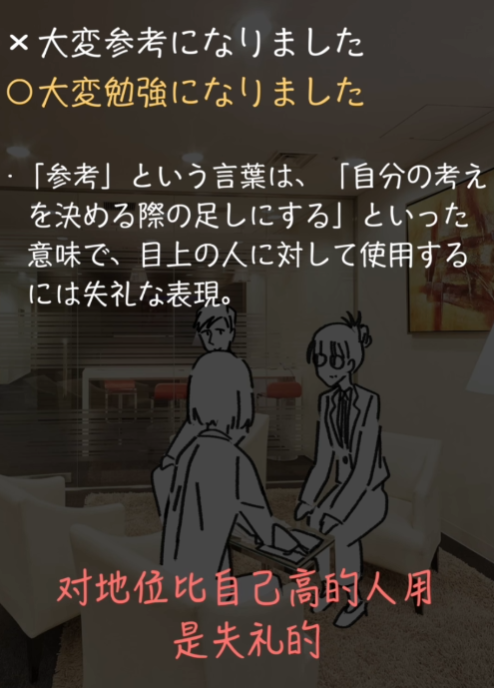 ×大変参考になりました
○大変勉強になりました
・「参考」という言葉は、「自分の考え
を決める際の足しにする」といった
意味で、目上の人に対して使用する
には失礼な表現。
对地位比自己高的人用
是失礼的